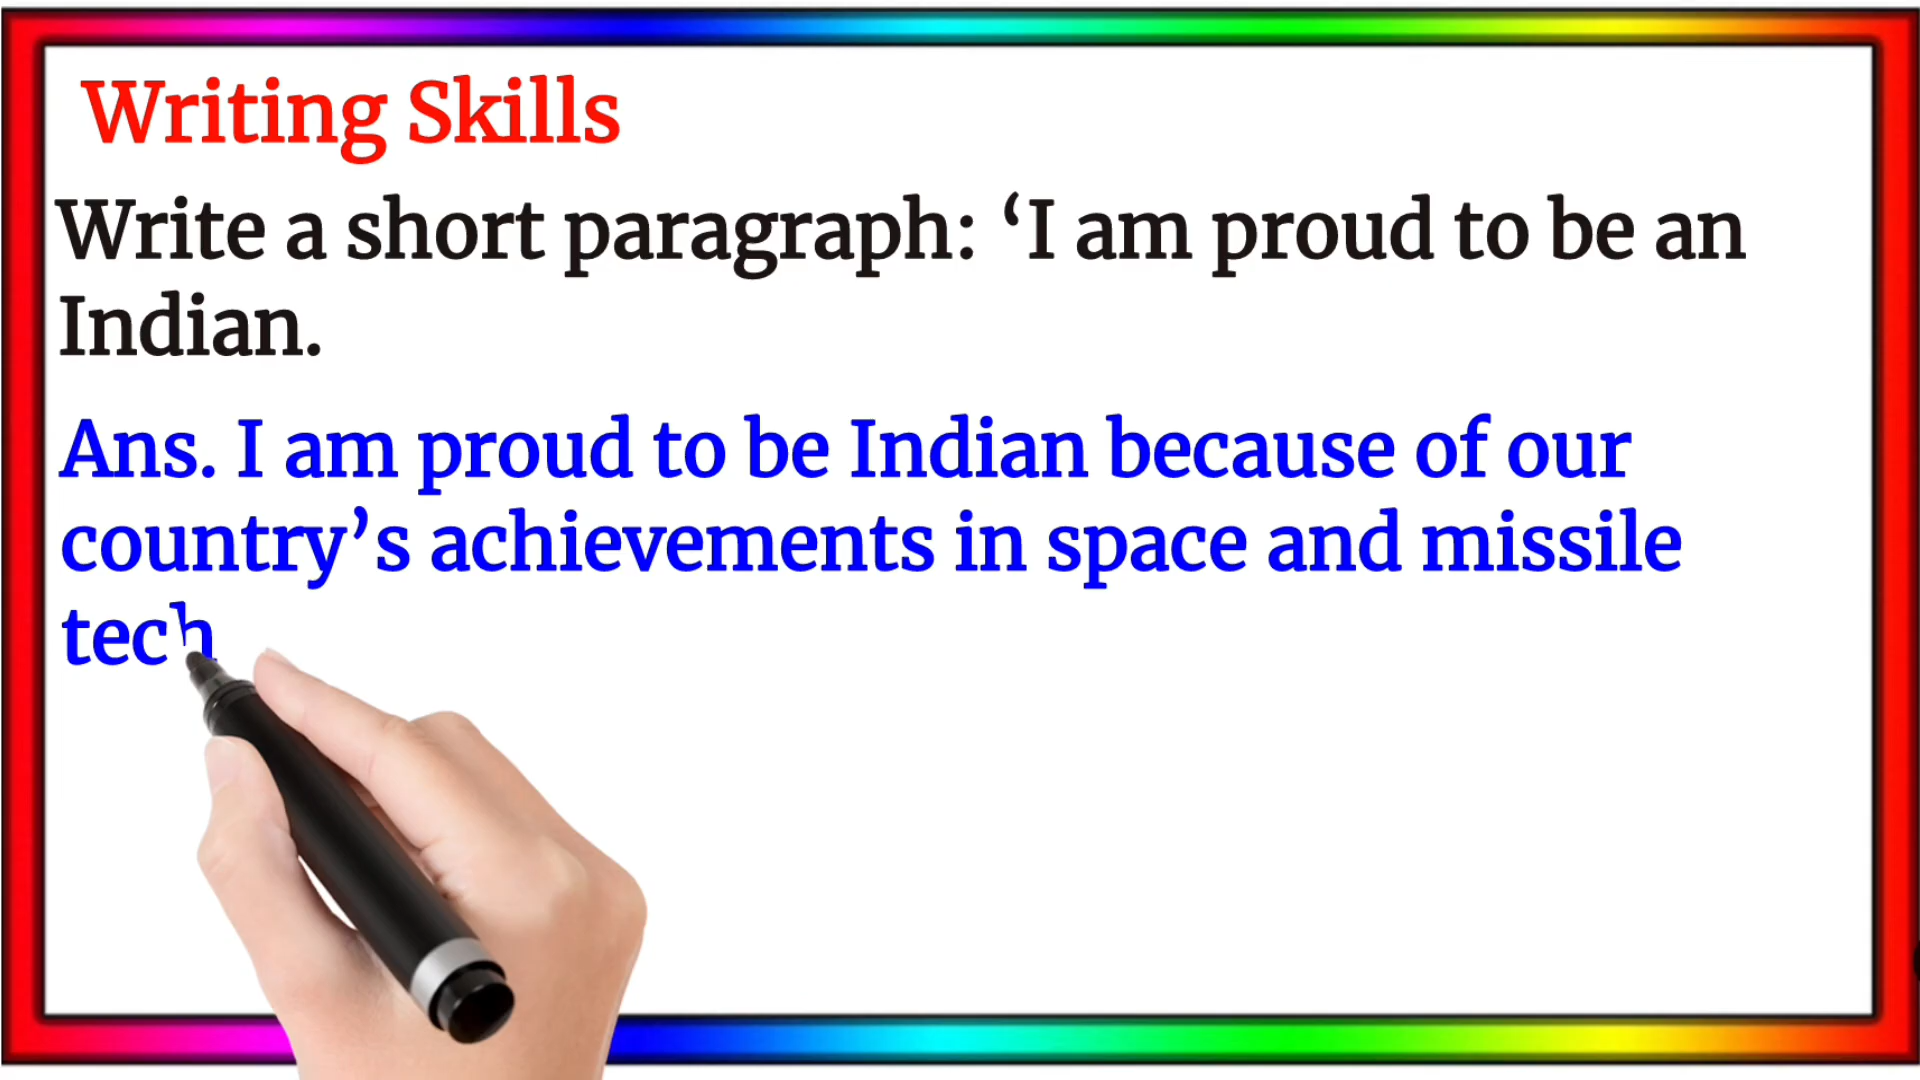 Writing Skills
Write a short paragraph: ‘I am proud to be an
Indian.
Ans. I am proud to be Indian because of our
country’s achievements in space and missile
tech